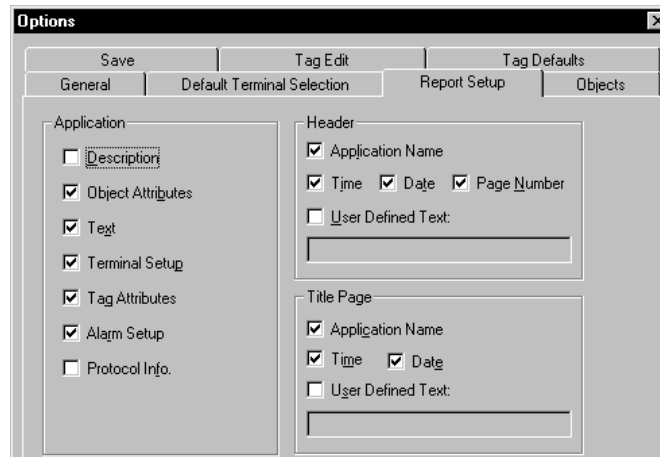 Options
Save Tag Edit Tag Defaults
General Default Terminal Selection Report Setup Objects
Application
Description
Object Attributes
Text
Terminal Setup
Tag Attributes
Alarm Setup
Protocol Info.
Header
Application Name
Time Date Page Number
User Defined Text:
Title Page
Application Name
Time Date
User Defined Text: